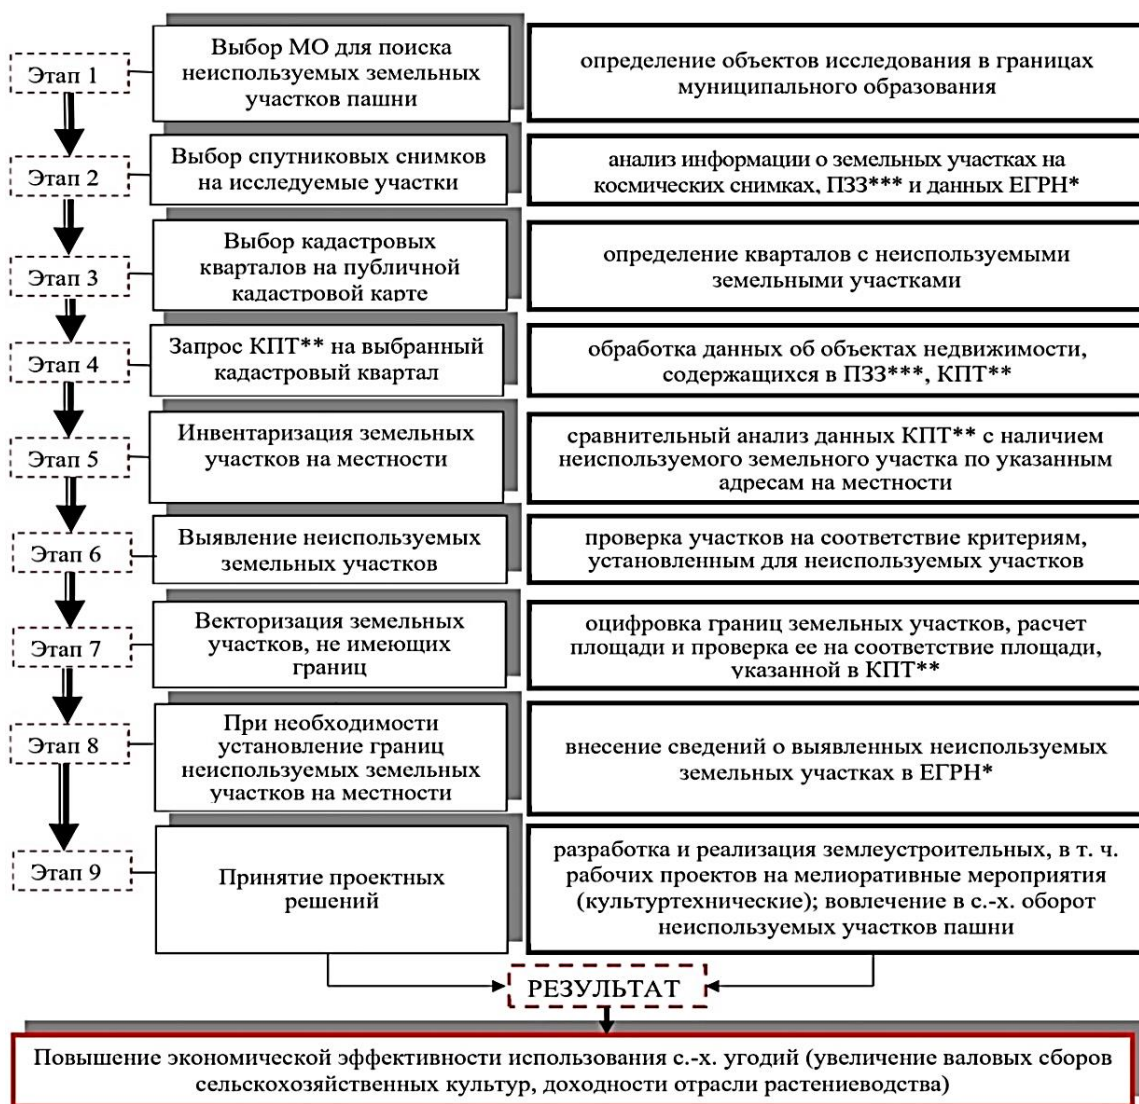 Этап 1
Выбор МО для поиска
неиспользуемых земельных
участков пашни
определение объектов исследования в границах
муниципального образования
Этап 2
Выбор спутниковых снимков
на исследуемые участки
анализ информации о земельных участках на
космических снимках, ПЗЗ*** и данных ЕГРН*
Этап 3
Выбор кадастровых
кварталов на публичной
кадастровой карте
определение кварталов с неиспользуемыми
земельными участками
Этап 4
Запрос КПТ** на выбранный
кадастровый квартал
обработка данных об объектах недвижимости,
содержащихся в ПЗЗ***, КПТ**
Этап 5
Инвентаризация земельных
участков на местности
сравнительный анализ данных КПТ** с наличием
неиспользуемого земельного участка по указанным
адресам на местности
Этап 6
Выявление неиспользуемых
земельных участков
проверка участков на соответствие критериям,
установленным для неиспользуемых участков
Этап 7
Векторизация земельных
участков, не имеющих
границ
оцифровка границ земельных участков, расчет
площади и проверка ее на соответствие площади,
указанной в КПТ**
Этап 8
При необходимости
установление границ
неиспользуемых земельных
участков на местности
внесение сведений о выявленных неиспользуемых
земельных участках в ЕГРН*
Этап 9
Принятие проектных
решений
разработка и реализация землеустроительных, в т. ч.
рабочих проектов на мелиоративные мероприятия
(культуртехнические); вовлечение в с.-х. оборот
неиспользуемых участков пашни
РЕЗУЛЬТАТ
Повышение экономической эффективности использования с.-х. угодий (увеличение валовых сборов
сельскохозяйственных культур, доходности отрасли растениеводства)